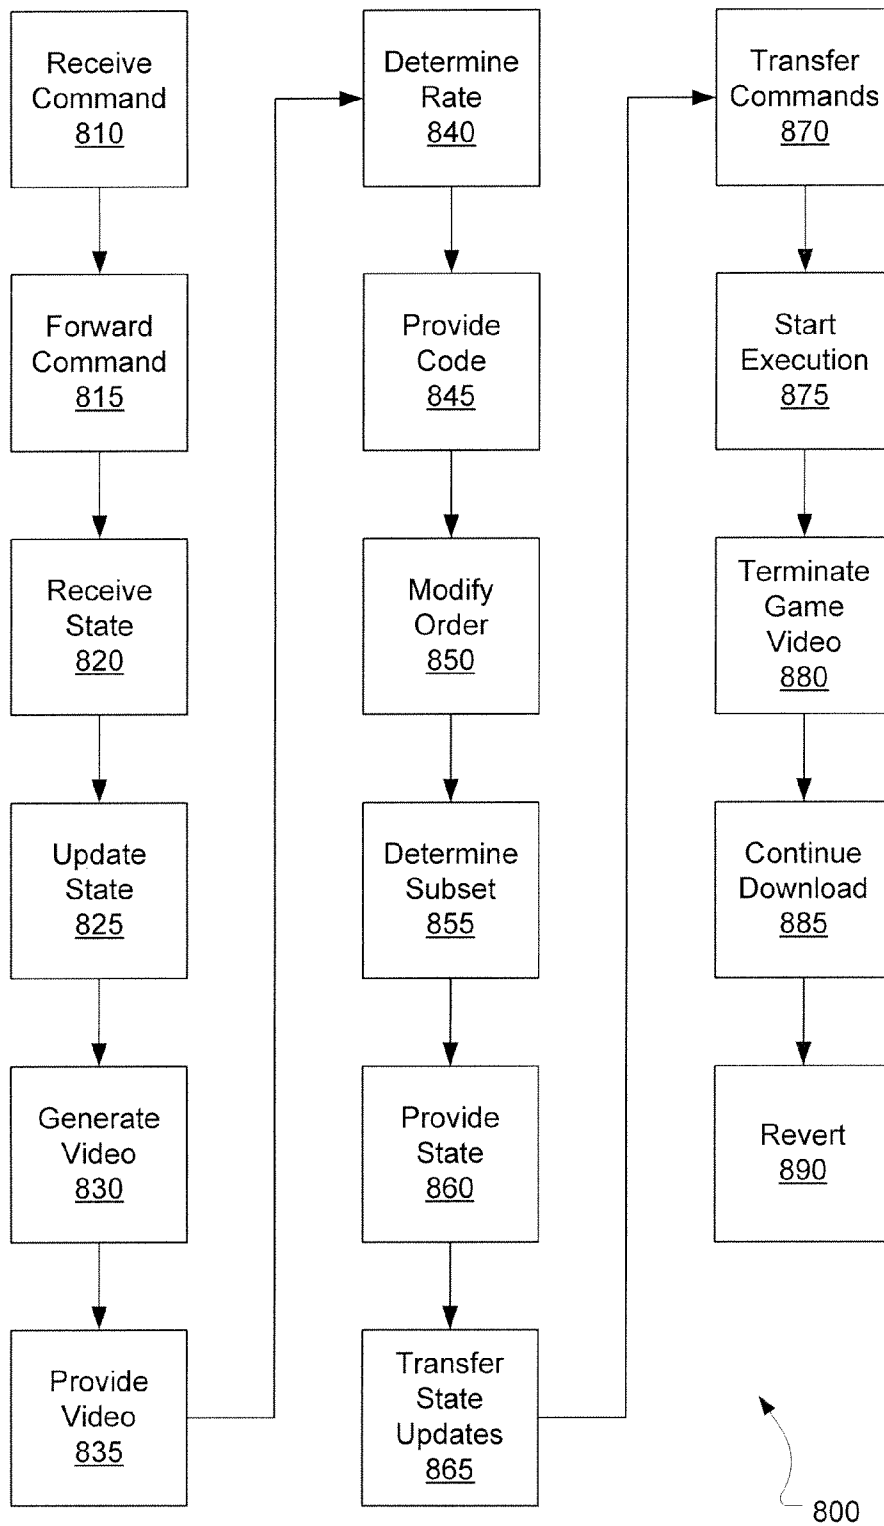 Receive
Command
810
Forward
Command
815
Receive
State
820
Update
State
825
Generate
Video
830
Provide
Video
835
Determine
Rate
840
Provide
Code
845
Modify
Order
850
Determine
Subset
855
Provide
State
860
Transfer
State
Updates
865
Transfer
Commands
870
Start
Execution
875
Terminate
Game
Video
880
Continue
Download
885
Revert
890
800